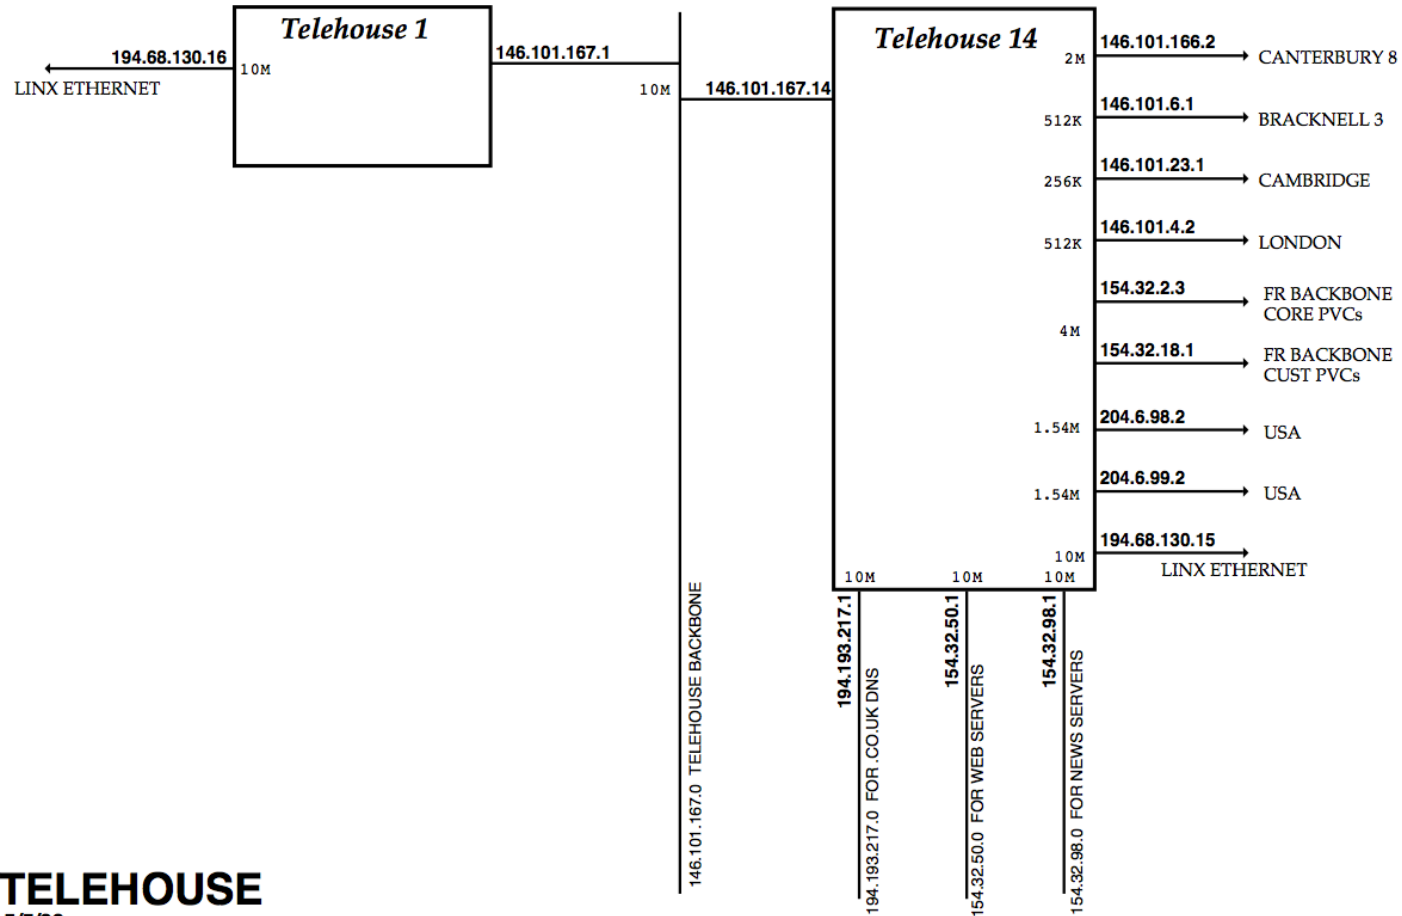 Telehouse 1
194.68.130.16
10M
LINX ETHERNET
146.101.167.1
10M
146.101.167.14
Telehouse 14
2M
146.101.166.2
CANTERBURY 8
512K
146.101.6.1
BRACKNELL 3
256K
146.101.23.1
CAMBRIDGE
512K
146.101.4.2
LONDON
154.32.2.3
FR BACKBONE
CORE PVCs
4M
154.32.18.1
FR BACKBONE
CUST PVCs
1.54M
204.6.98.2
USA
1.54M
204.6.99.2
USA
10M
194.68.130.15
LINX ETHERNET
10M
10M
10M
194.193.217.1
154.32.50.1
154.32.98.1
146.101.167.0 TELEHOUSE BACKBONE
194.193.217.0 FOR .CO.UK DNS
154.32.50.0 FOR WEB SERVERS
154.32.98.0 FOR NEWS SERVERS
TELEHOUSE